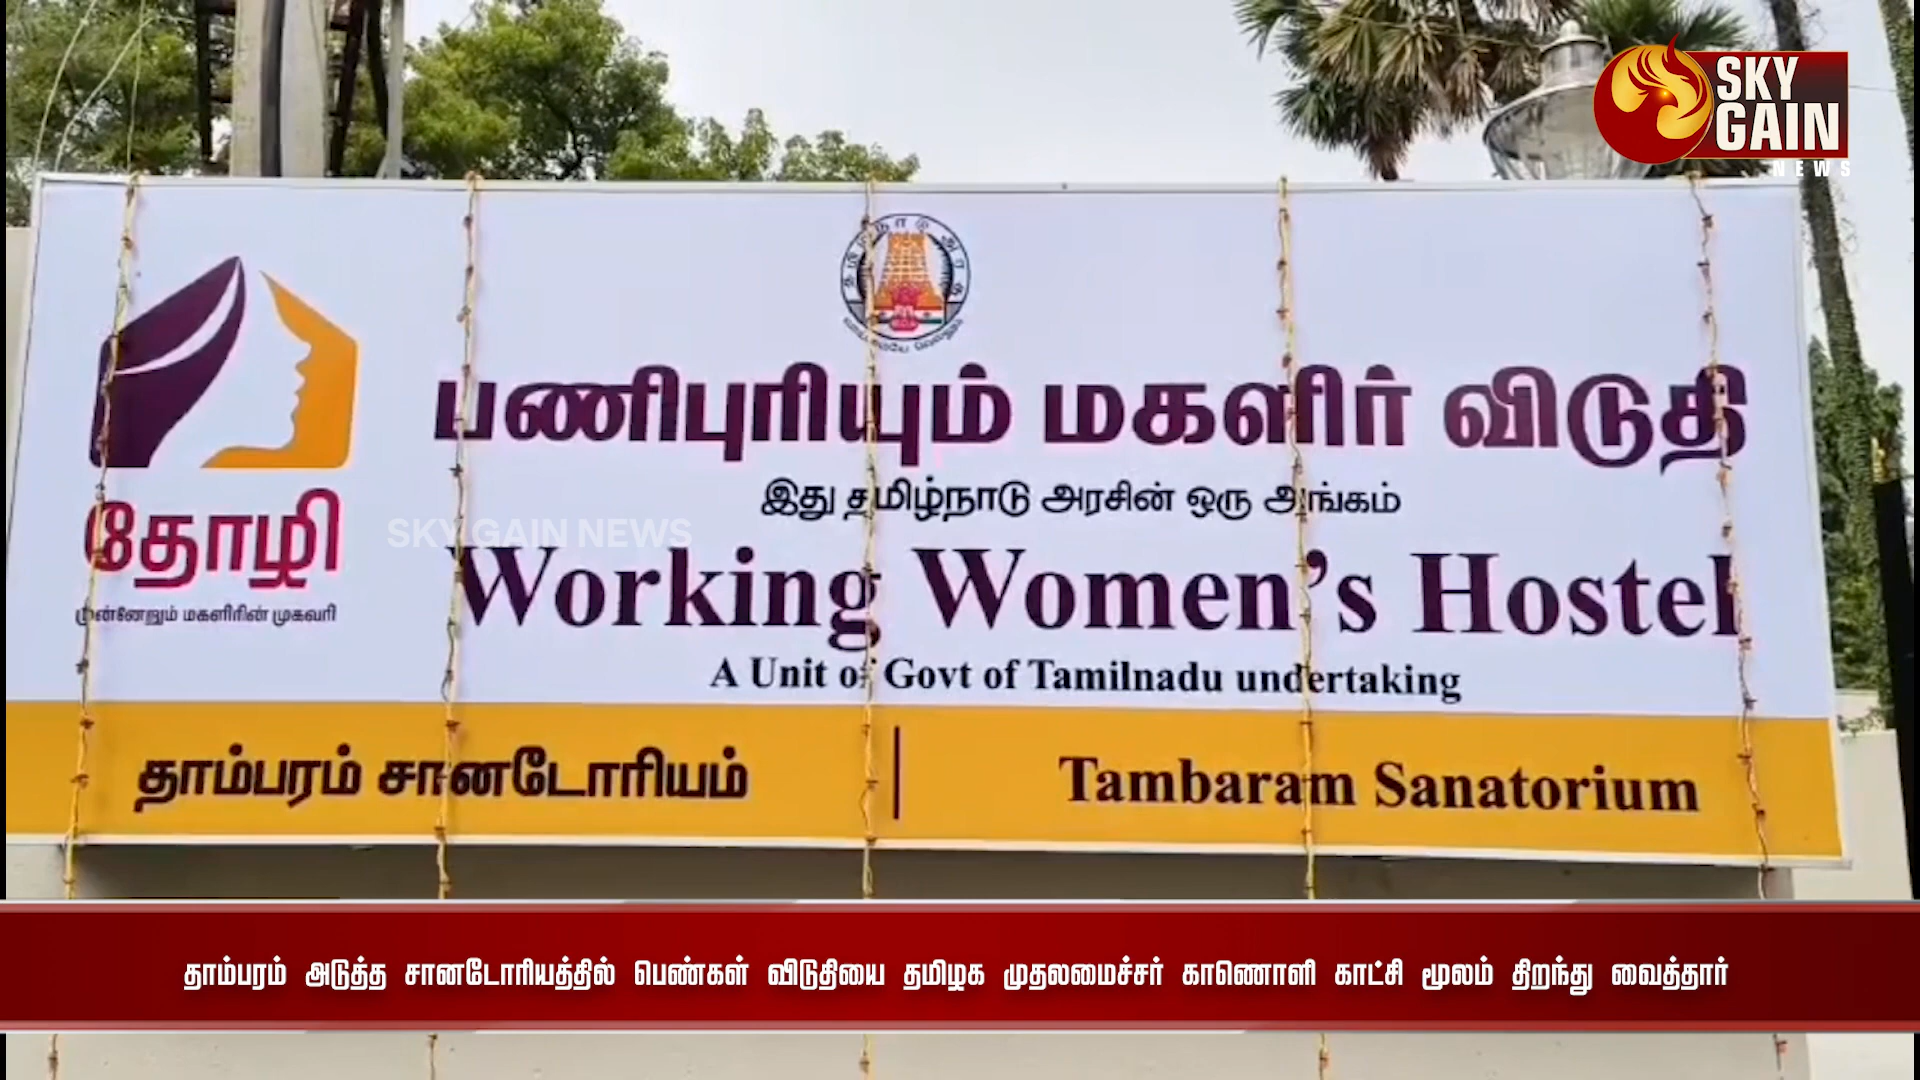 SKY
GAIN
NEWS
தமிழ்நாடு அரசு
வாய்மையே வெல்லும்
பணிபுரியும் மகளிர் விடுதி
இது தமிழ்நாடு அரசின் ஒரு அங்கம்
தோழி
முன்னேறும் மகளிரின் முகவரி
SKY GAIN NEWS
Working Women's Hostel
A Unit of Govt of Tamilnadu undertaking
தாம்பரம் சானடோரியம் | Tambaram Sanatorium
தாம்பரம் அடுத்த சானடோரியத்தில் பெண்கள் விடுதியை தமிழக முதலமைச்சர் காணொளி காட்சி மூலம் திறந்து வைத்தார்